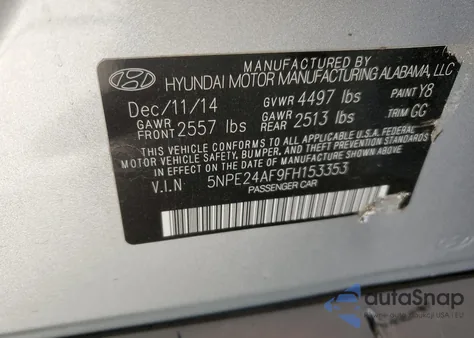 MANUFACTURED BY
HYUNDAI MOTOR MANUFACTURING ALABAMA, LLC
Dec/11/14 GVWR 4497 lbs PAINT Y8
GAWR FRONT 2557 lbs GAWR REAR 2513 lbs TRIM GG
THIS VEHICLE CONFORMS TO ALL APPLICABLE U.S.A. FEDERAL
MOTOR VEHICLE SAFETY, BUMPER, AND THEFT PREVENTION STANDARDS
IN EFFECT ON THE DATE OF MANUFACTURE SHOWN ABOVE.
V.I.N 5NPE24AF9FH153353
PASSENGER CAR
autoSnap